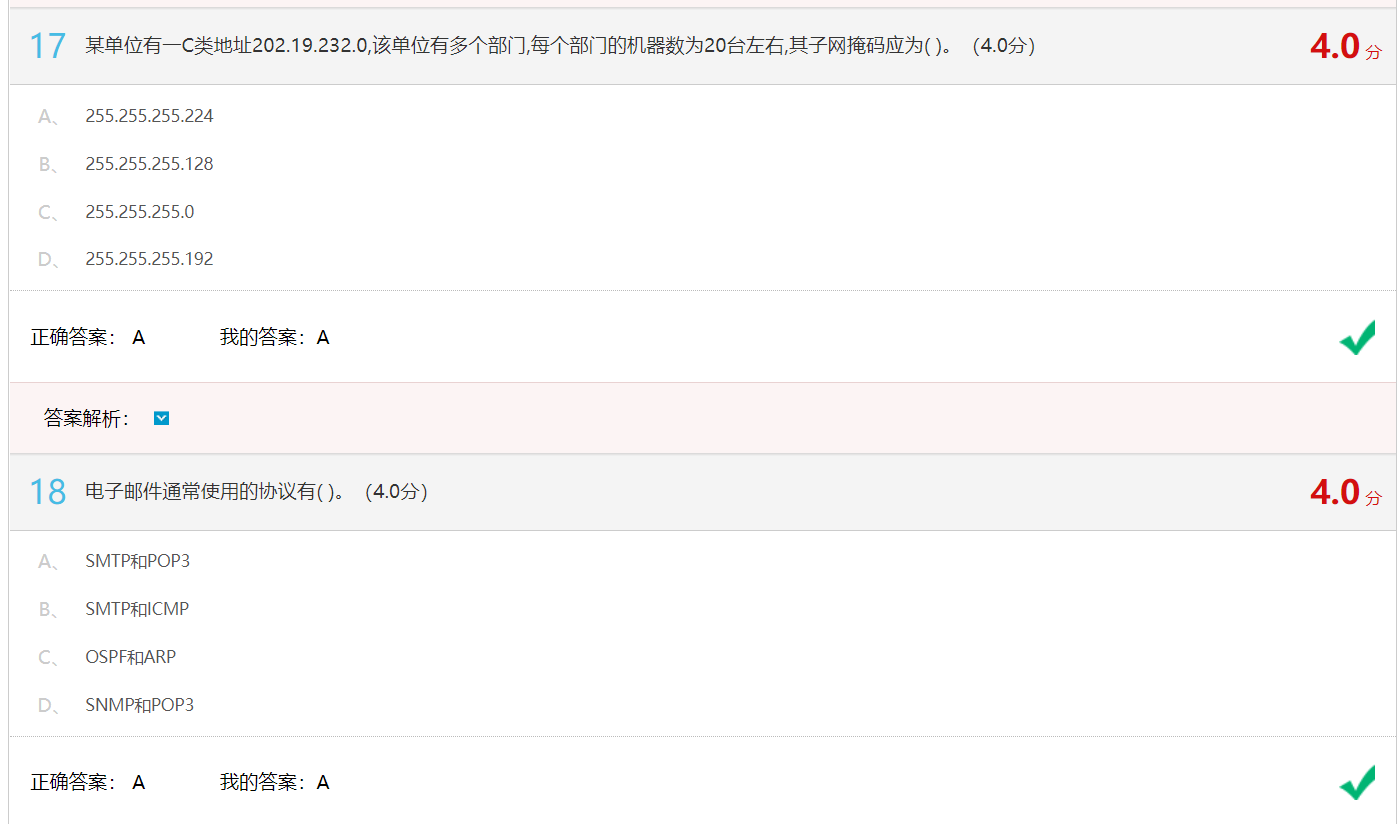 17 某单位有一C类地址202.19.232.0,该单位有多个部门,每个部门的机器数为20台左右,其子网掩码应为( )。（4.0分） 4.0 分
A、 255.255.255.224
B、 255.255.255.128
C、 255.255.255.0
D、 255.255.255.192
正确答案： A 我的答案：A
答案解析：
18 电子邮件通常使用的协议有( )。（4.0分） 4.0 分
A、 SMTP和POP3
B、 SMTP和ICMP
C、 OSPF和ARP
D、 SNMP和POP3
正确答案： A 我的答案：A